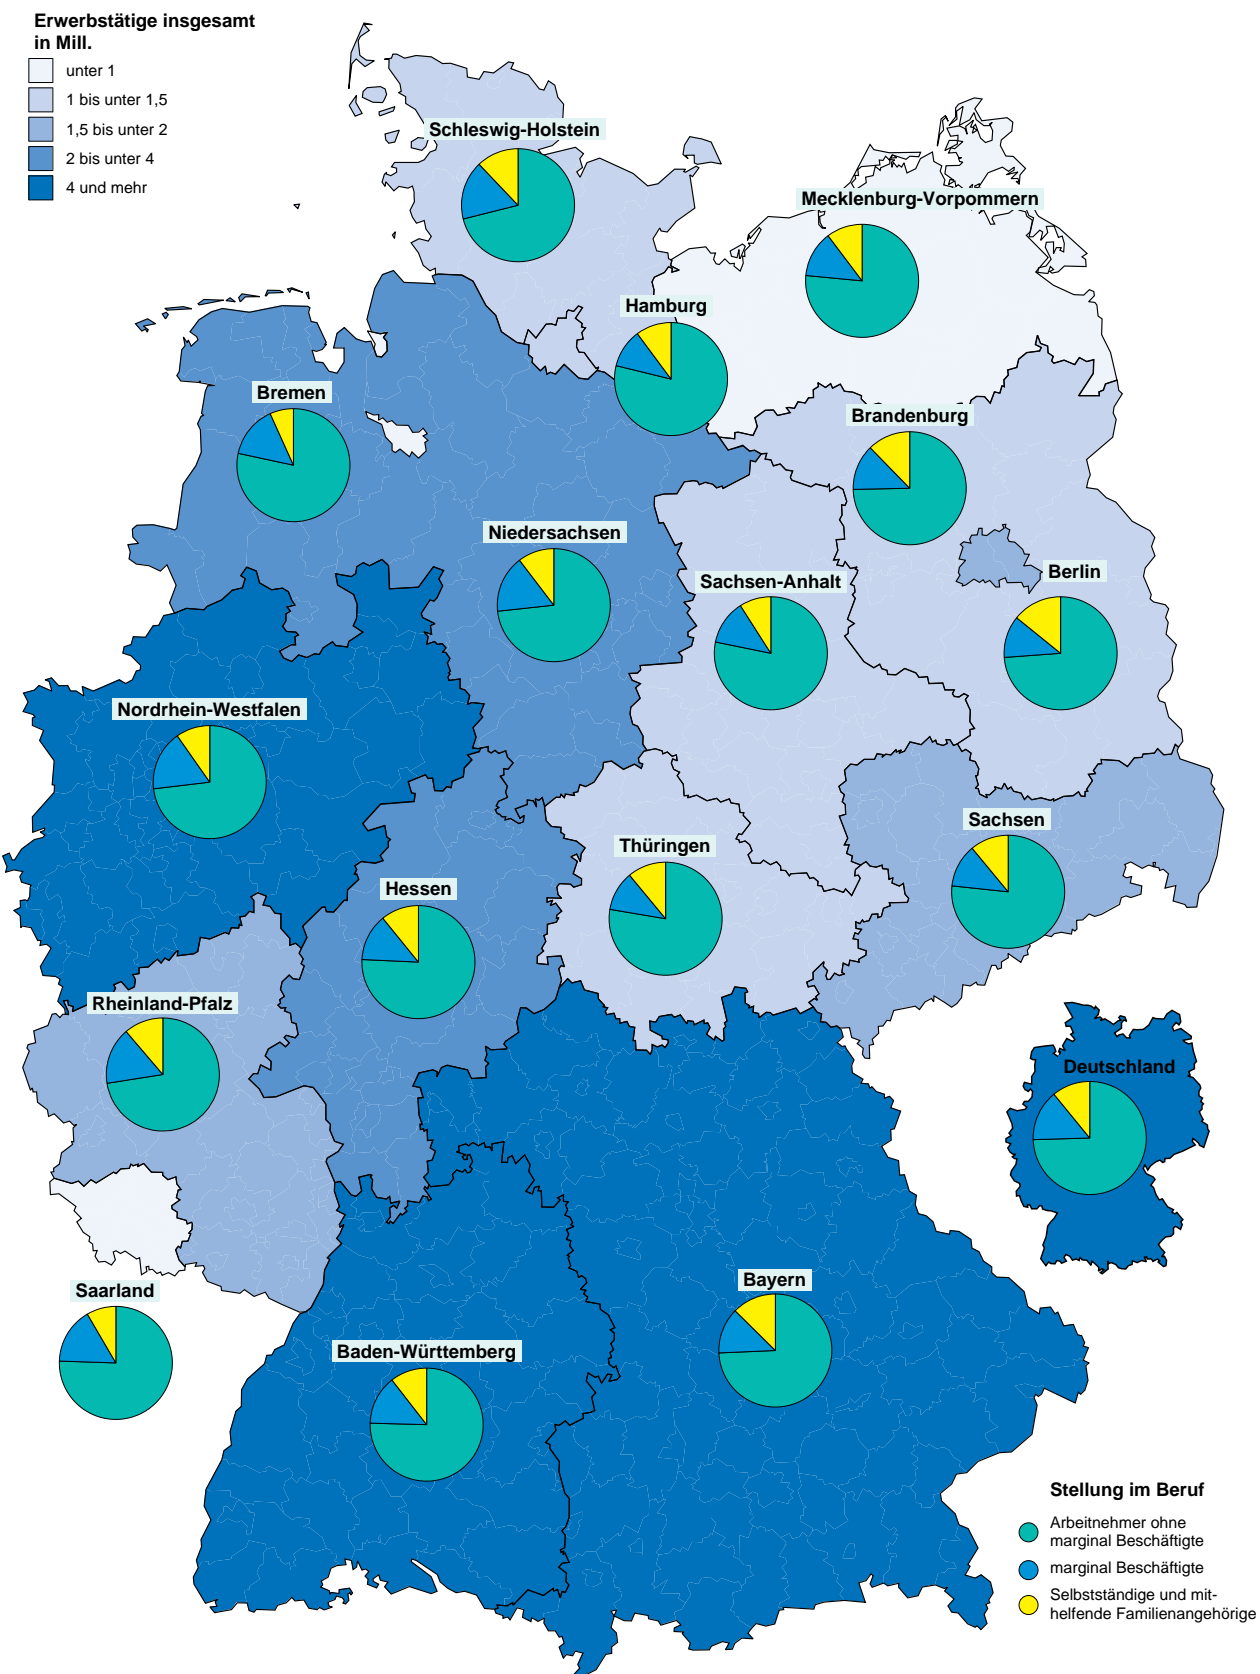 Erwerbstätige insgesamt
in Mill.
unter 1
1 bis unter 1,5
1,5 bis unter 2
2 bis unter 4
4 und mehr
Schleswig-Holstein
Mecklenburg-Vorpommern
Hamburg
Bremen
Brandenburg
Niedersachsen
Berlin
Sachsen-Anhalt
Nordrhein-Westfalen
Sachsen
Thüringen
Hessen
Rheinland-Pfalz
Deutschland
Bayern
Saarland
Baden-Württemberg
Stellung im Beruf
Arbeitnehmer ohne
marginal Beschäftigte
marginal Beschäftigte
Selbstständige und mit-
helfende Familienangehörige